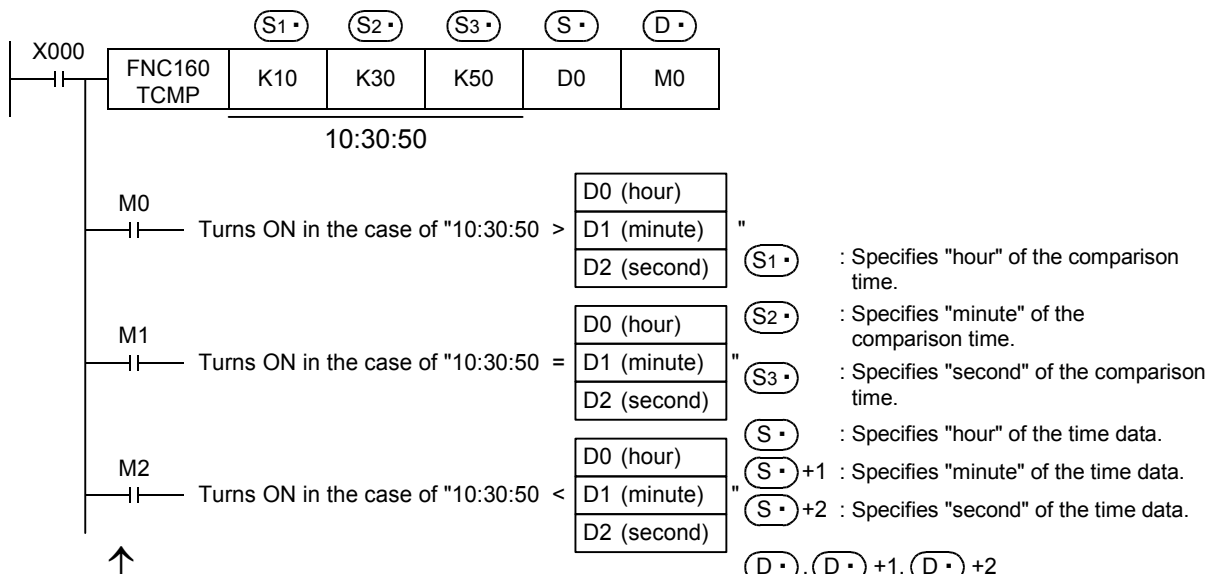 S1・ S2・ S3・ S・ D・
X000
FNC160
TCMP
K10 K30 K50 D0 M0
10:30:50
M0
Turns ON in the case of "10:30:50 >
D0 (hour)
D1 (minute)
D2 (second)
"
M1
Turns ON in the case of "10:30:50 =
D0 (hour)
D1 (minute)
D2 (second)
"
M2
Turns ON in the case of "10:30:50 <
D0 (hour)
D1 (minute)
D2 (second)
"
S1・ : Specifies "hour" of the comparison
time.
S2・ : Specifies "minute" of the
comparison time.
S3・ : Specifies "second" of the comparison
time.
S・ : Specifies "hour" of the time data.
S・+1 : Specifies "minute" of the time data.
S・+2 : Specifies "second" of the time data.
D・, D・+1, D・+2